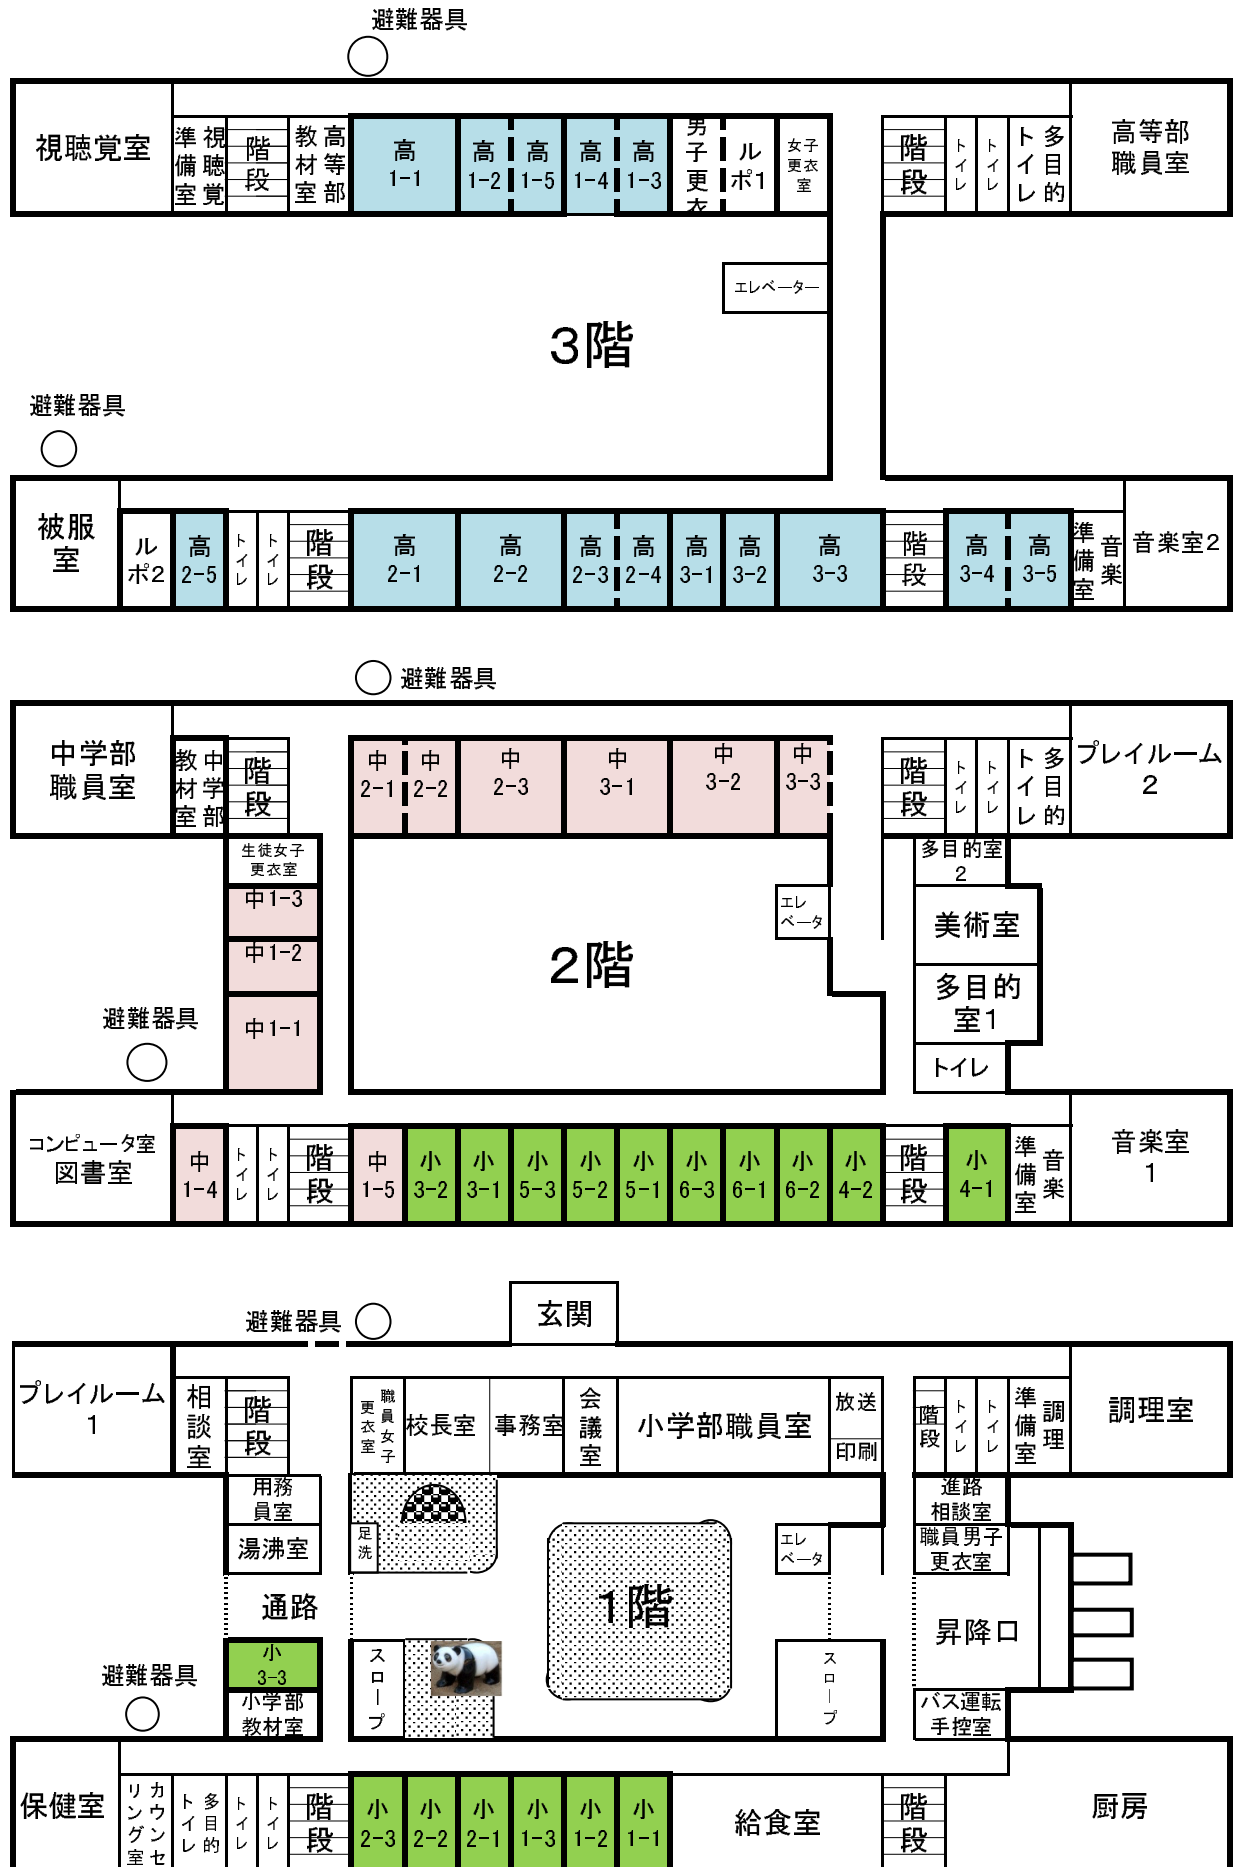 避難器具
視聴覚室
視聴覚
準備室
階段
高等部
教材室
高
1-1
高
1-2
高
1-5
高
1-4
高
1-3
男子更衣
ルポ1
女子
更衣
室
階段
トイレ
トイレ
多目的
トイレ
高等部
職員室
エレベーター
3階
避難器具
被服
室
ルポ2
高
2-5
トイレ
トイレ
階段
高
2-1
高
2-2
高
2-3
高
2-4
高
3-1
高
3-2
高
3-3
階段
高
3-4
高
3-5
音楽
準備室
音楽室2
避難器具
中学部
職員室
中学部
教材室
階段
中
2-1
中
2-2
中
2-3
中
3-1
中
3-2
中
3-3
階段
トイレ
トイレ
多目的
トイレ
プレイルーム
2
生徒女子
更衣室
中1-3
中1-2
中1-1
エレ
ベータ
2階
多目的室
2
美術室
多目的
室1
トイレ
避難器具
コンピュータ室
図書室
中
1-4
トイレ
トイレ
階段
中
1-5
小
3-2
小
3-1
小
5-3
小
5-2
小
5-1
小
6-3
小
6-1
小
6-2
小
4-2
階段
小
4-1
音楽
準備室
音楽室
1
避難器具
玄関
プレイルーム
1
相談室
階段
職員女子
更衣室
校長室
事務室
会議室
小学部職員室
放送
印刷
階段
トイレ
トイレ
調理
準備室
調理室
用務
員室
湯沸室
足洗
エレ
ベータ
進路
相談室
職員男子
更衣室
通路
1階
昇降口
小
3-3
小学部
教材室
スロープ
スロープ
バス運転
手控室
避難器具
保健室
カウンセ
リング室
多目的
トイレ
トイレ
トイレ
階段
小
2-3
小
2-2
小
2-1
小
1-3
小
1-2
小
1-1
給食室
階段
厨房